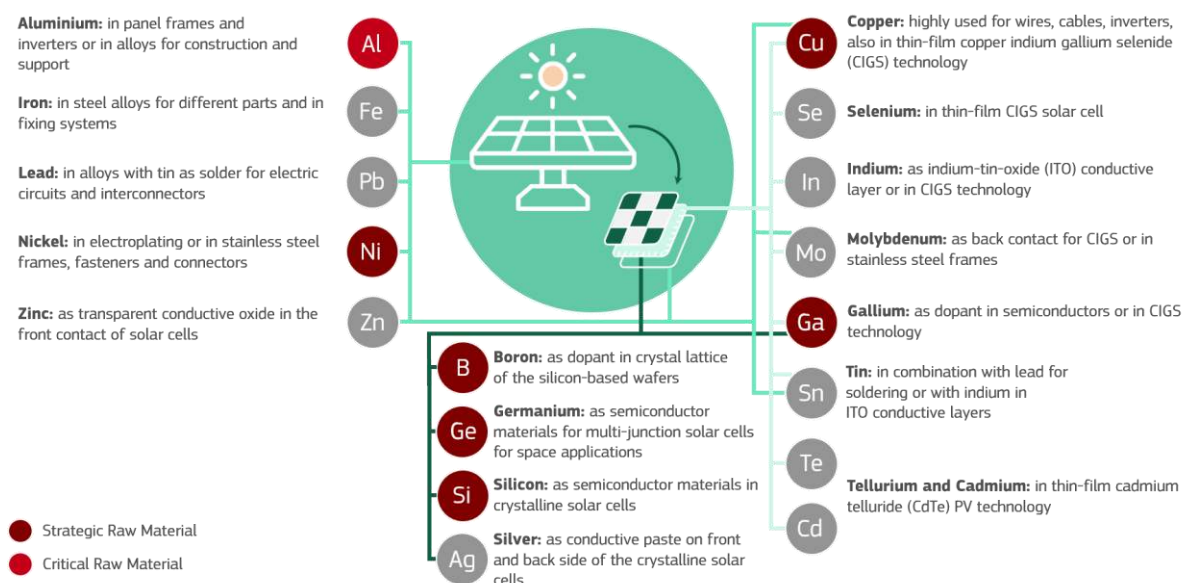 Aluminium: in panel frames and
inverters or in alloys for construction and
support
Al
Iron: in steel alloys for different parts and in
fixing systems
Fe
Lead: in alloys with tin as solder for electric
circuits and interconnectors
Pb
Nickel: in electroplating or in stainless steel
frames, fasteners and connectors
Ni
Zinc: as transparent conductive oxide in the
front contact of solar cells
Zn
B
Boron: as dopant in crystal lattice
of the silicon-based wafers
Ge
Germanium: as semiconductor
materials for multi-junction solar cells
for space applications
Si
Silicon: as semiconductor materials in
crystalline solar cells
Ag
Silver: as conductive paste on front
and back side of the crystalline solar
cells
Cu
Copper: highly used for wires, cables, inverters,
also in thin-film copper indium gallium selenide
(CIGS) technology
Se
Selenium: in thin-film CIGS solar cell
In
Indium: as indium-tin-oxide (ITO) conductive
layer or in CIGS technology
Mo
Molybdenum: as back contact for CIGS or in
stainless steel frames
Ga
Gallium: as dopant in semiconductors or in CIGS
technology
Sn
Tin: in combination with lead for
soldering or with indium in
ITO conductive layers
Te
Cd
Tellurium and Cadmium: in thin-film cadmium
telluride (CdTe) PV technology
Strategic Raw Material
Critical Raw Material